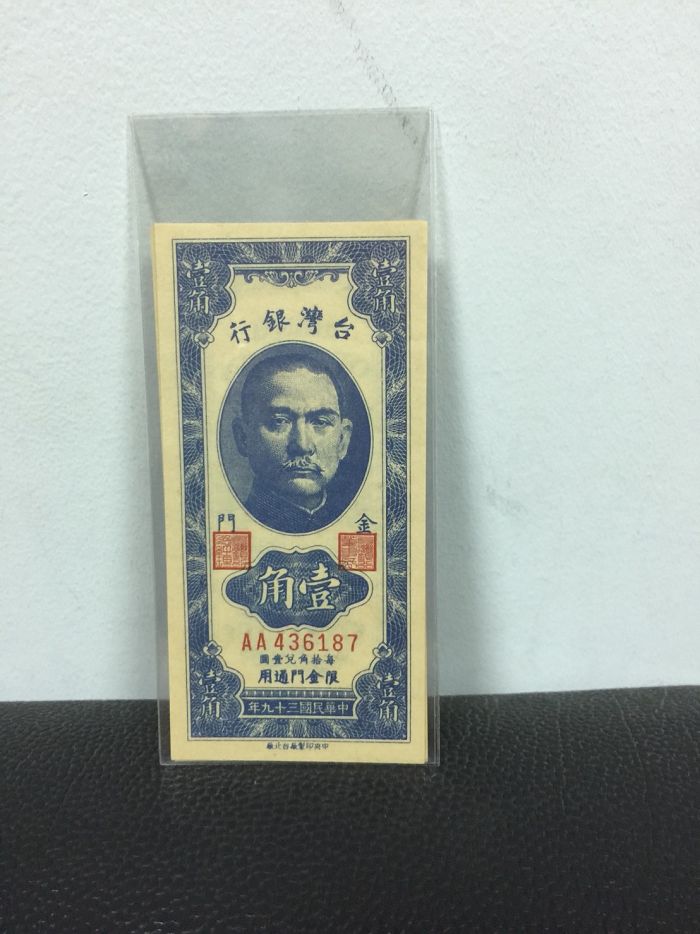 壹角
壹角
台灣銀行
金門
壹角
AA 436187
每拾角兌壹圓
限金門通用
壹角
壹角
中華民國三十九年
中央印製廠台北廠